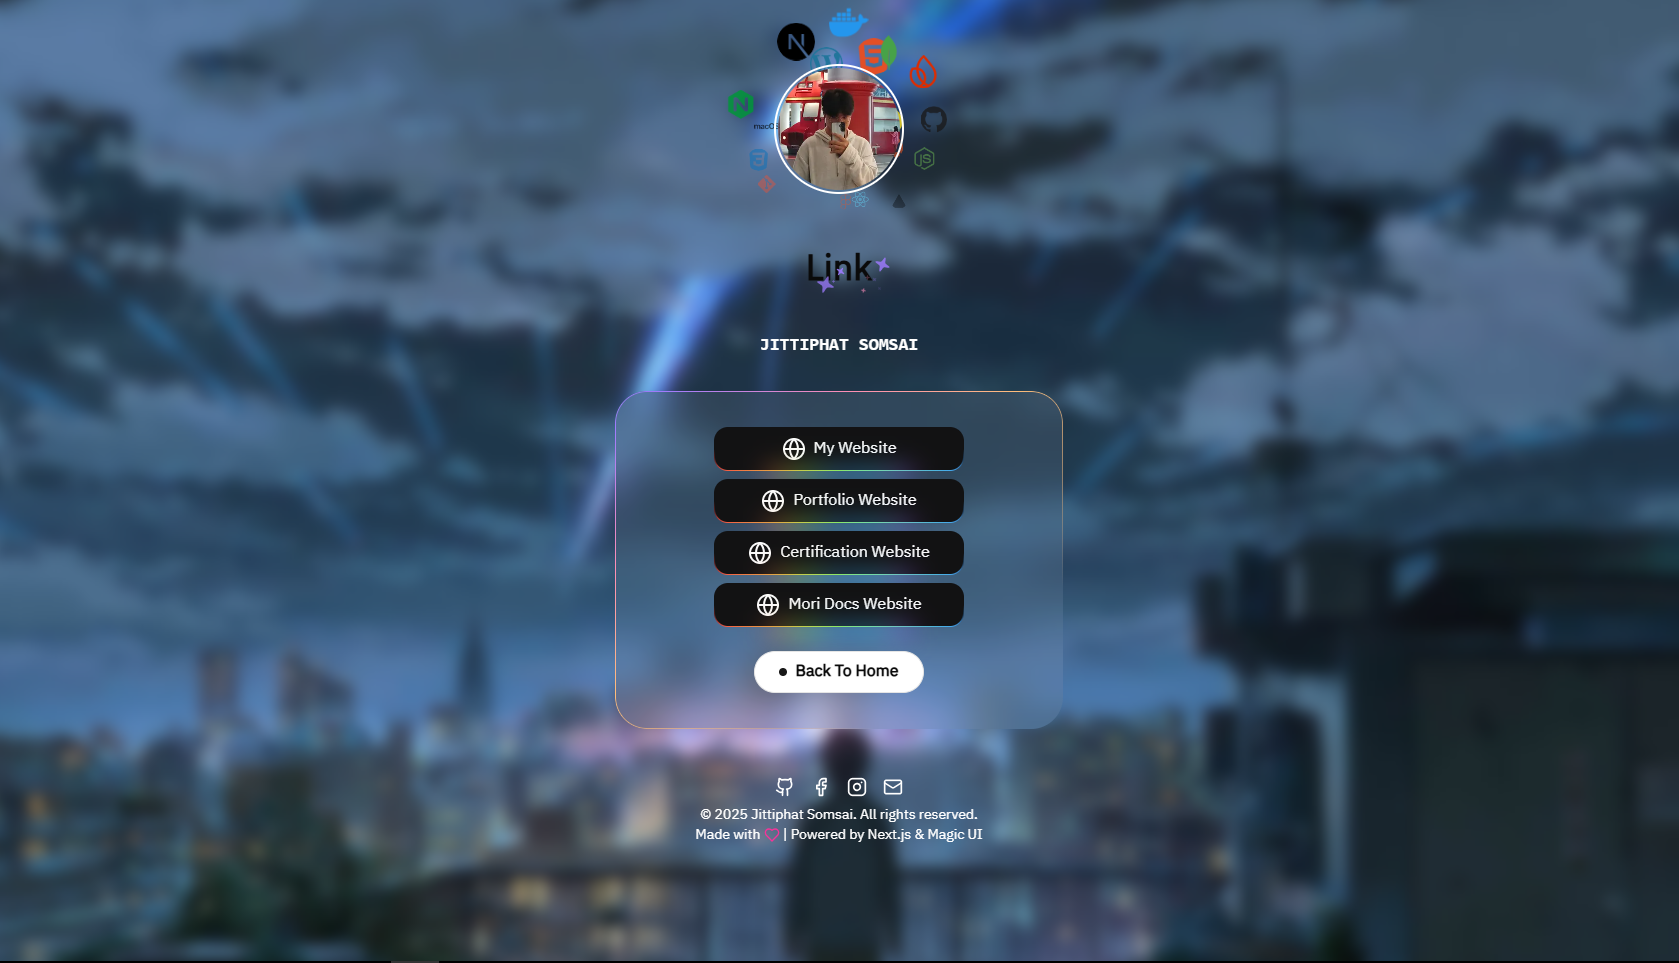 macOS
Link
JITTIPHAT SOMSAI
My Website
Portfolio Website
Certification Website
Mori Docs Website
Back To Home
© 2025 Jittiphat Somsai. All rights reserved.
Made with | Powered by Next.js & Magic UI